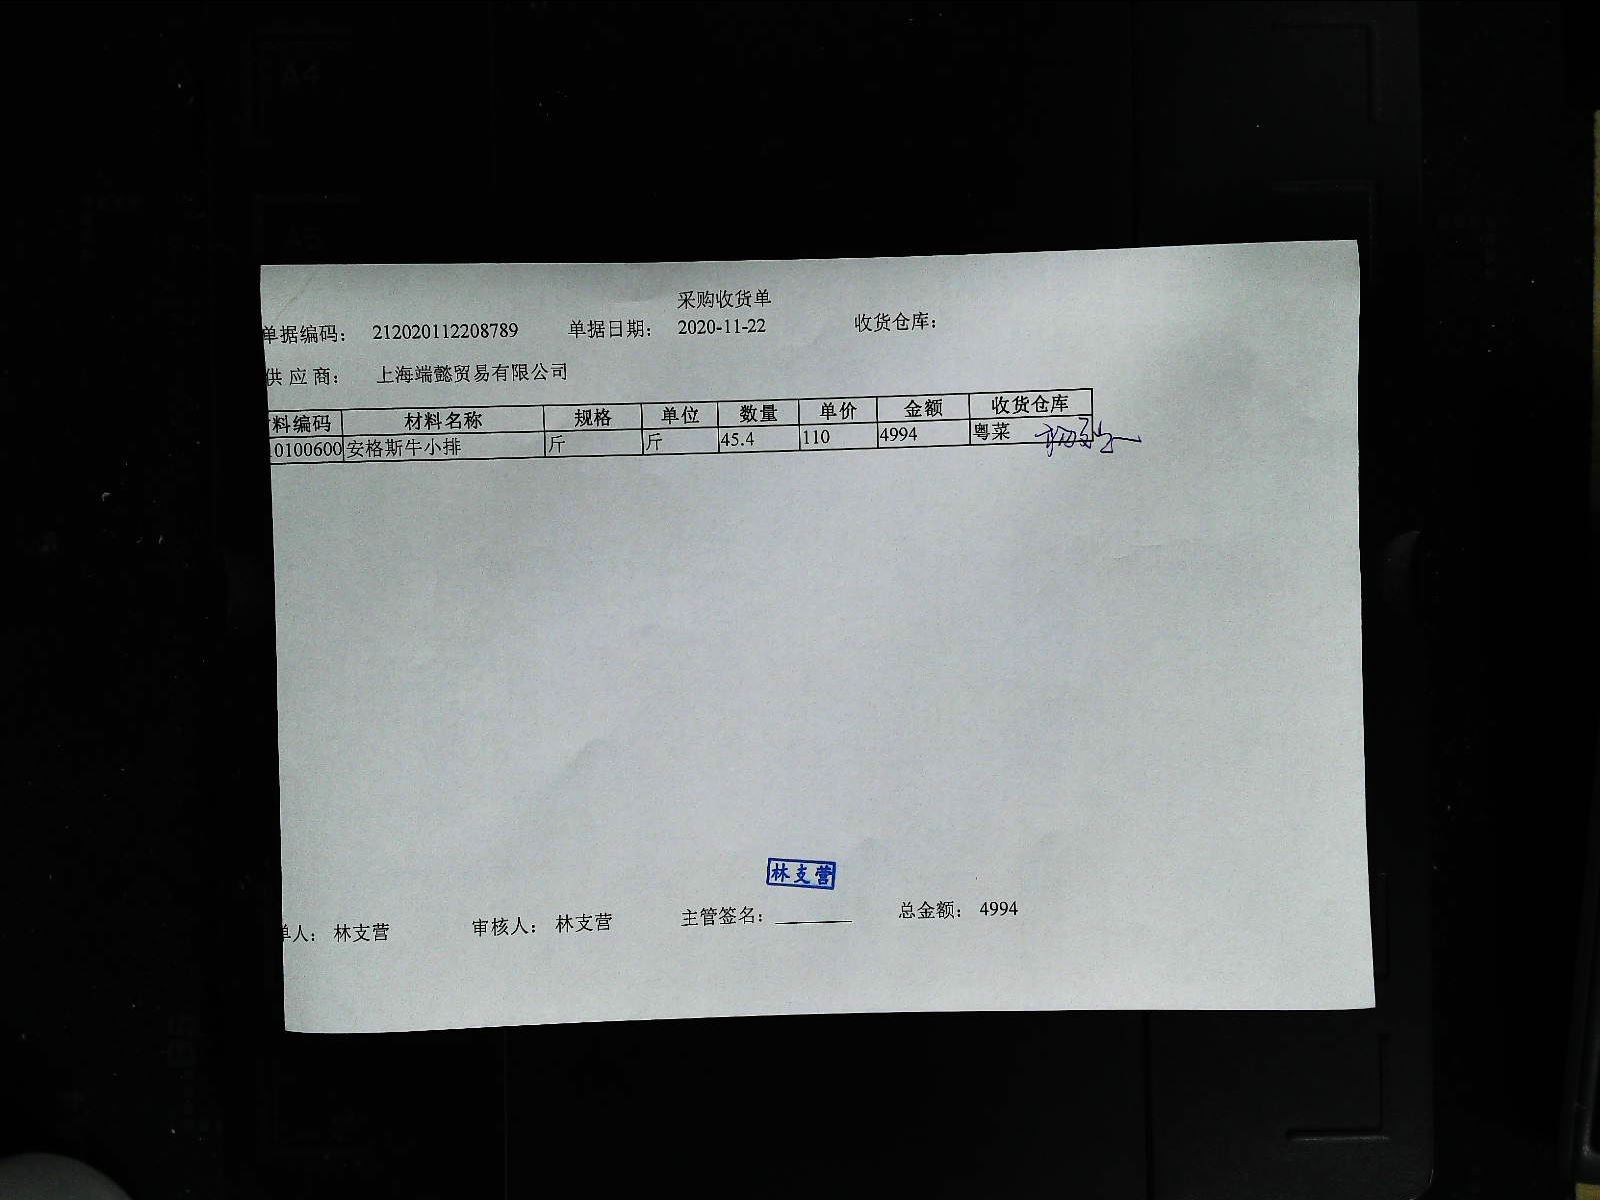 采购收货单
单据编码： 212020112208789 单据日期： 2020-11-22 收货仓库：
供应商： 上海端懿贸易有限公司
料编码 材料名称 规格 单位 数量 单价 金额 收货仓库
0100600 安格斯牛小排 斤 斤 45.4 110 4994 粤菜
林支营
单人： 林支营 审核人： 林支营 主管签名： 总金额： 4994